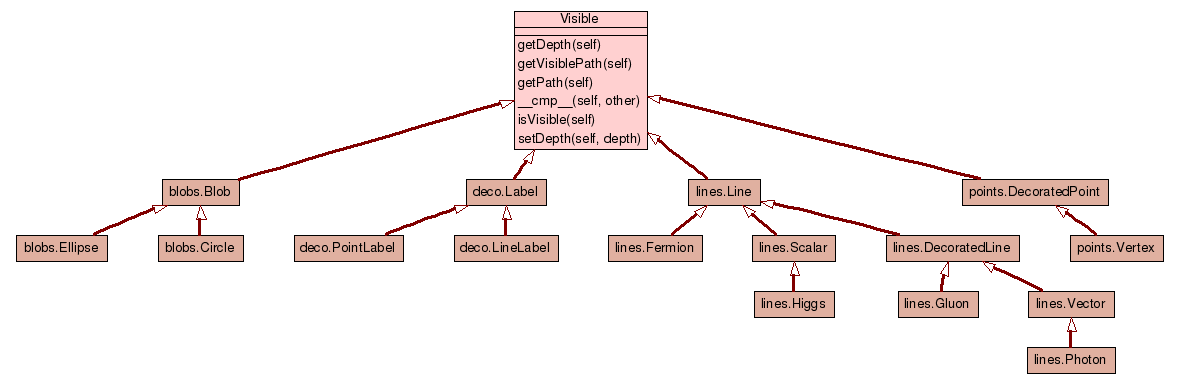 Visible
getDepth(self)
getVisiblePath(self)
getPath(self)
__cmp__(self, other)
isVisible(self)
setDepth(self, depth)
blobs.Blob
deco.Label
lines.Line
points.DecoratedPoint
blobs.Ellipse
blobs.Circle
deco.PointLabel
deco.LineLabel
lines.Fermion
lines.Scalar
lines.DecoratedLine
points.Vertex
lines.Higgs
lines.Gluon
lines.Vector
lines.Photon